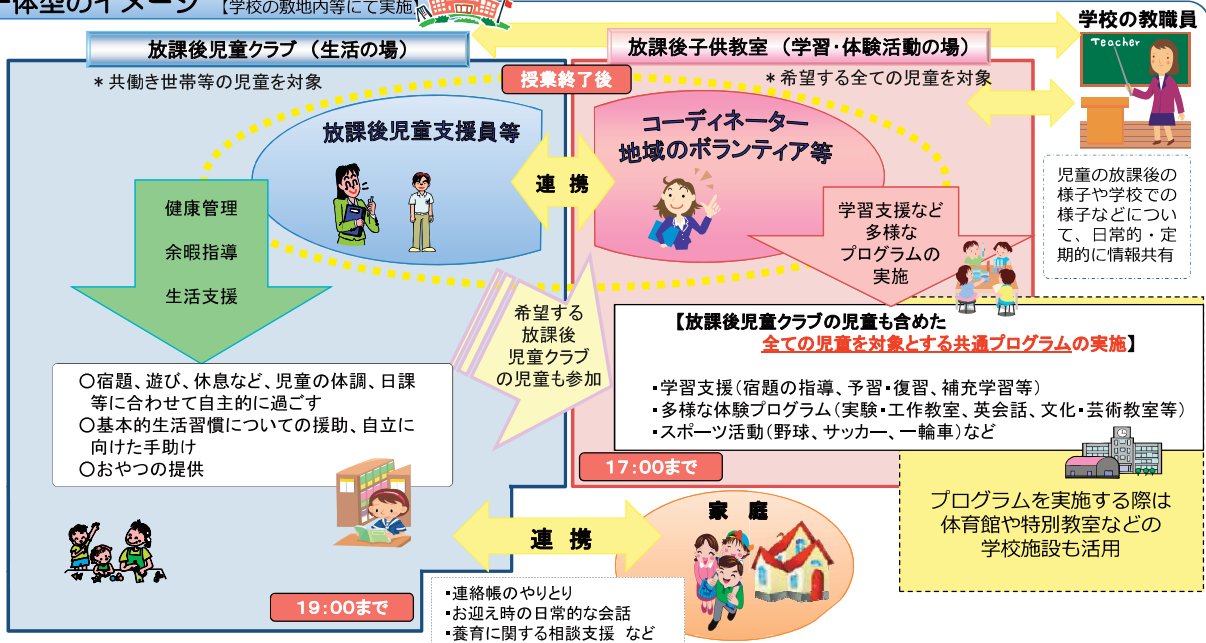 一体型のイメージ 【学校の敷地内等にて実施】
放課後児童クラブ （生活の場）
＊共働き世帯等の児童を対象
授業終了後
放課後子供教室 （学習・体験活動の場）
＊希望する全ての児童を対象
学校の教職員
Teacher
放課後児童支援員等
連 携
コーディネーター
地域のボランティア等
児童の放課後の
様子や学校での
様子などについ
て、日常的・定
期的に情報共有
健康管理
余暇指導
生活支援
学習支援など
多様な
プログラムの
実施
希望する
放課後
児童クラブ
の児童も参加
【放課後児童クラブの児童も含めた
全ての児童を対象とする共通プログラムの実施】
・学習支援（宿題の指導、予習・復習、補充学習等）
・多様な体験プログラム（実験・工作教室、英会話、文化・芸術教室等）
・スポーツ活動（野球、サッカー、一輪車）など
○宿題、遊び、休息など、児童の体調、日課
等に合わせて自主的に過ごす
○基本的生活習慣についての援助、自立に
向けた手助け
○おやつの提供
17：00まで
プログラムを実施する際は
体育館や特別教室などの
学校施設も活用
連 携
家 庭
19：00まで
・連絡帳のやりとり
・お迎え時の日常的な会話
・養育に関する相談支援 など